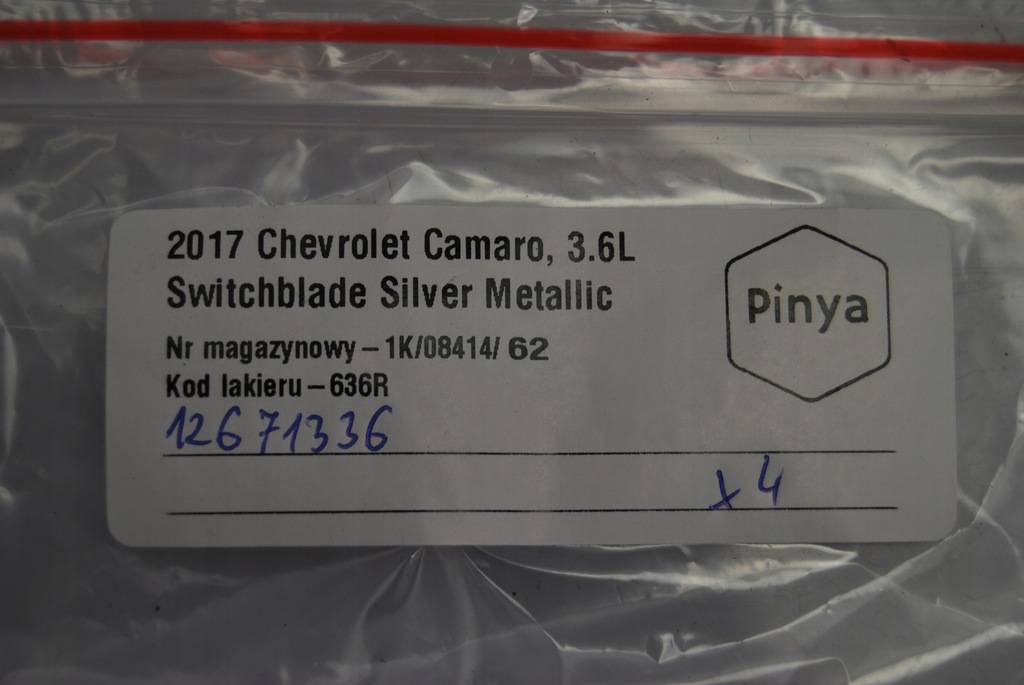 2017 Chevrolet Camaro, 3.6L
Switchblade Silver Metallic
Nr magazynowy – 1K/08414/ 62
Kod lakieru – 636R
12671336
x4
Pinya